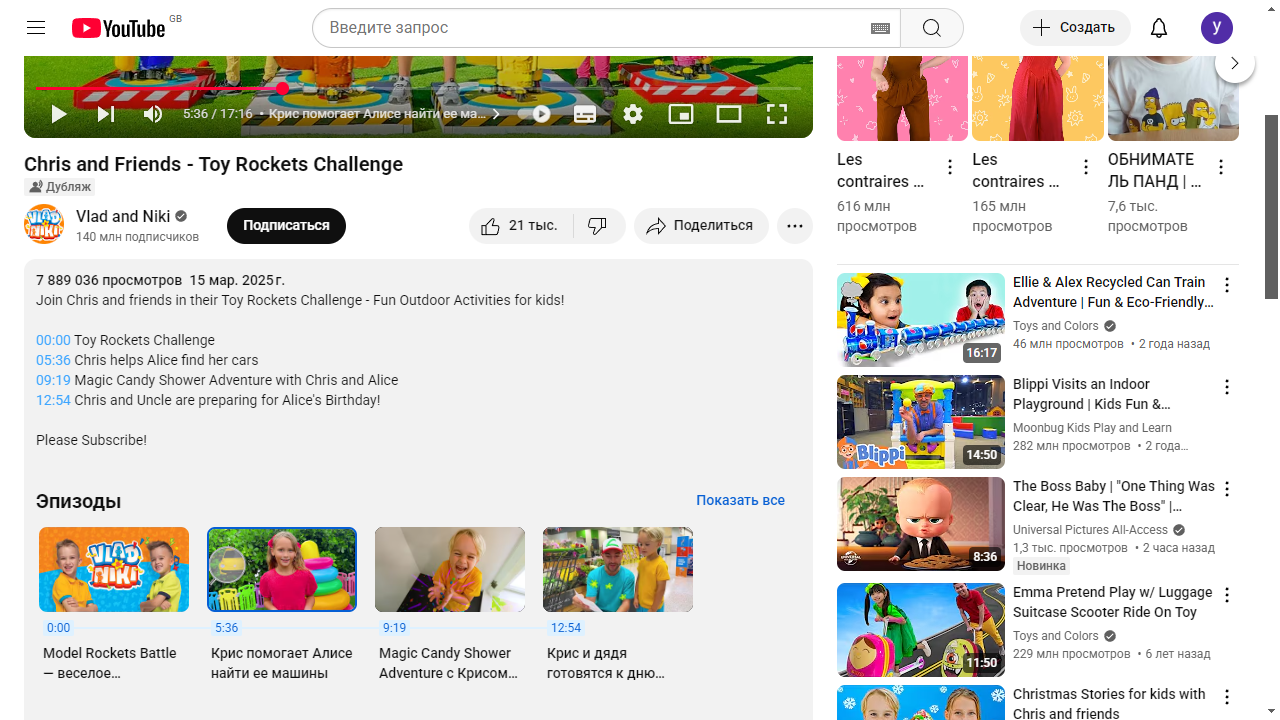 YouTube GB
Введите запрос
Создать
y
5:36 / 17:16 • Крис помогает Алисе найти ее ма...
Chris and Friends - Toy Rockets Challenge
Дубляж
Vlad and Niki
140 млн подписчиков
Подписаться
21 тыс.
Поделиться
7 889 036 просмотров 15 мар. 2025 г.
Join Chris and friends in their Toy Rockets Challenge - Fun Outdoor Activities for kids!
00:00 Toy Rockets Challenge
05:36 Chris helps Alice find her cars
09:19 Magic Candy Shower Adventure with Chris and Alice
12:54 Chris and Uncle are preparing for Alice's Birthday!
Please Subscribe!
Эпизоды
Показать все
VLAD
NIKI
0:00
5:36
9:19
12:54
Model Rockets Battle
— веселое...
Крис помогает Алисе
найти ее машины
Magic Candy Shower
Adventure с Крисом...
Крис и дядя
готовятся к дню...
Les
contraires ...
616 млн
просмотров
Les
contraires ...
165 млн
просмотров
ОБНИМАТЕ
ЛЬ ПАНД | ...
7,6 тыс.
просмотров
16:17
Ellie & Alex Recycled Can Train
Adventure | Fun & Eco-Friendly...
Toys and Colors
46 млн просмотров • 2 года назад
Blippi
14:50
Blippi Visits an Indoor
Playground | Kids Fun &...
Moonbug Kids Play and Learn
282 млн просмотров • 2 года...
8:36
The Boss Baby | "One Thing Was
Clear, He Was The Boss" |...
Universal Pictures All-Access
1,3 тыс. просмотров • 2 часа назад
Новинка
11:50
Emma Pretend Play w/ Luggage
Suitcase Scooter Ride On Toy
Toys and Colors
229 млн просмотров • 6 лет назад
Christmas Stories for kids with
Chris and friends